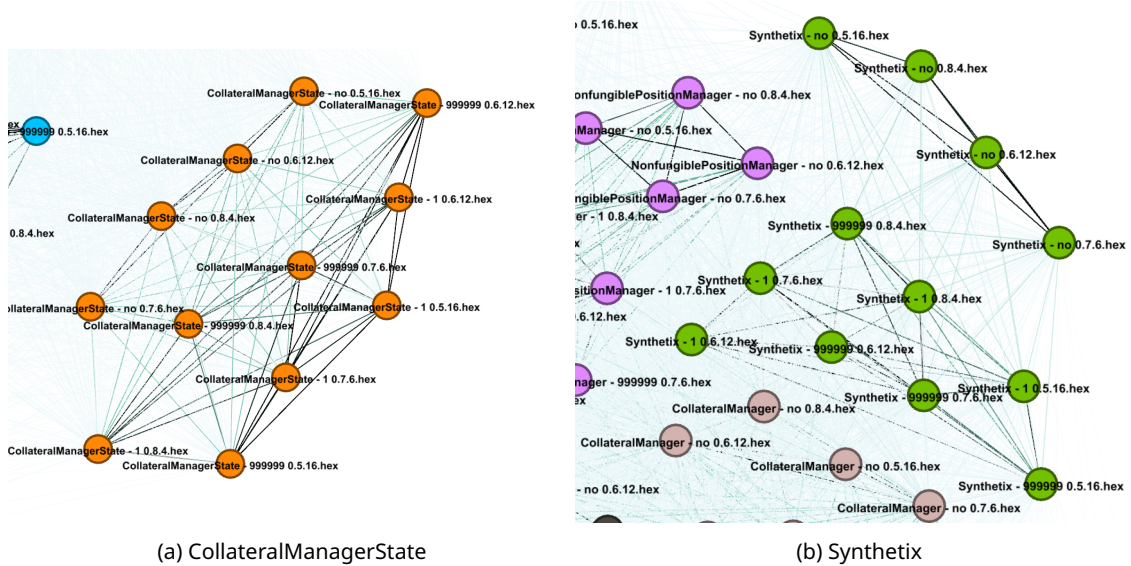 CollateralManagerState - no 0.5.16.hex
CollateralManagerState - 999999 0.6.12.hex
999999 0.5.16.hex
CollateralManagerState - no 0.6.12.hex
CollateralManagerState - 1 0.6.12.hex
CollateralManagerState - no 0.8.4.hex
0.8.4.hex
CollateralManagerState - 999999 0.7.6.hex
CollateralManagerState - no 0.7.6.hex
CollateralManagerState - 1 0.5.16.hex
CollateralManagerState - 999999 0.8.4.hex
CollateralManagerState - 1 0.7.6.hex
CollateralManagerState - 1 0.8.4.hex
CollateralManagerState - 999999 0.5.16.hex
(a) CollateralManagerState
0.5.16.hex
Synthetix - no 0.5.16.hex
Synthetix - no 0.8.4.hex
onfungiblePositionManager - no 0.8.4.hex
Manager - no 0.5.16.hex
Synthetix - no 0.6.12.hex
NonfungiblePositionManager - no 0.6.12.hex
ngiblePositionManager - no 0.7.6.hex
er - 1 0.8.4.hex
Synthetix - 999999 0.8.4.hex
Synthetix - no 0.7.6.hex
Synthetix - 1 0.7.6.hex
sitionManager - 1 0.7.6.hex
Synthetix - 1 0.8.4.hex
0.6.12.hex
Synthetix - 1 0.6.12.hex
Synthetix - 999999 0.6.12.hex
nager - 999999 0.7.6.hex
Synthetix - 1 0.5.16.hex
Synthetix - 999999 0.7.6.hex
CollateralManager - no 0.8.4.hex
CollateralManager - no 0.6.12.hex
CollateralManager - no 0.5.16.hex
- no 0.6.12.hex
Synthetix - 999999 0.5.16.hex
CollateralManager - no 0.7.6.hex
(b) Synthetix